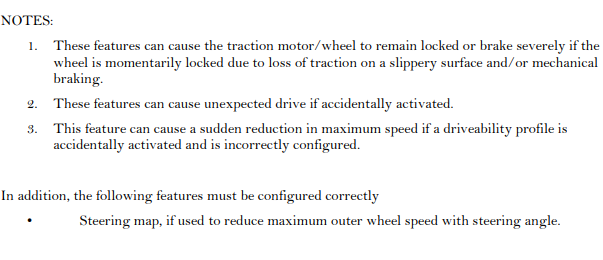 NOTES:
1. These features can cause the traction motor/wheel to remain locked or brake severely if the
wheel is momentarily locked due to loss of traction on a slippery surface and/or mechanical
braking.
2. These features can cause unexpected drive if accidentally activated.
3. This feature can cause a sudden reduction in maximum speed if a driveability profile is
accidentally activated and is incorrectly configured.
In addition, the following features must be configured correctly
• Steering map, if used to reduce maximum outer wheel speed with steering angle.